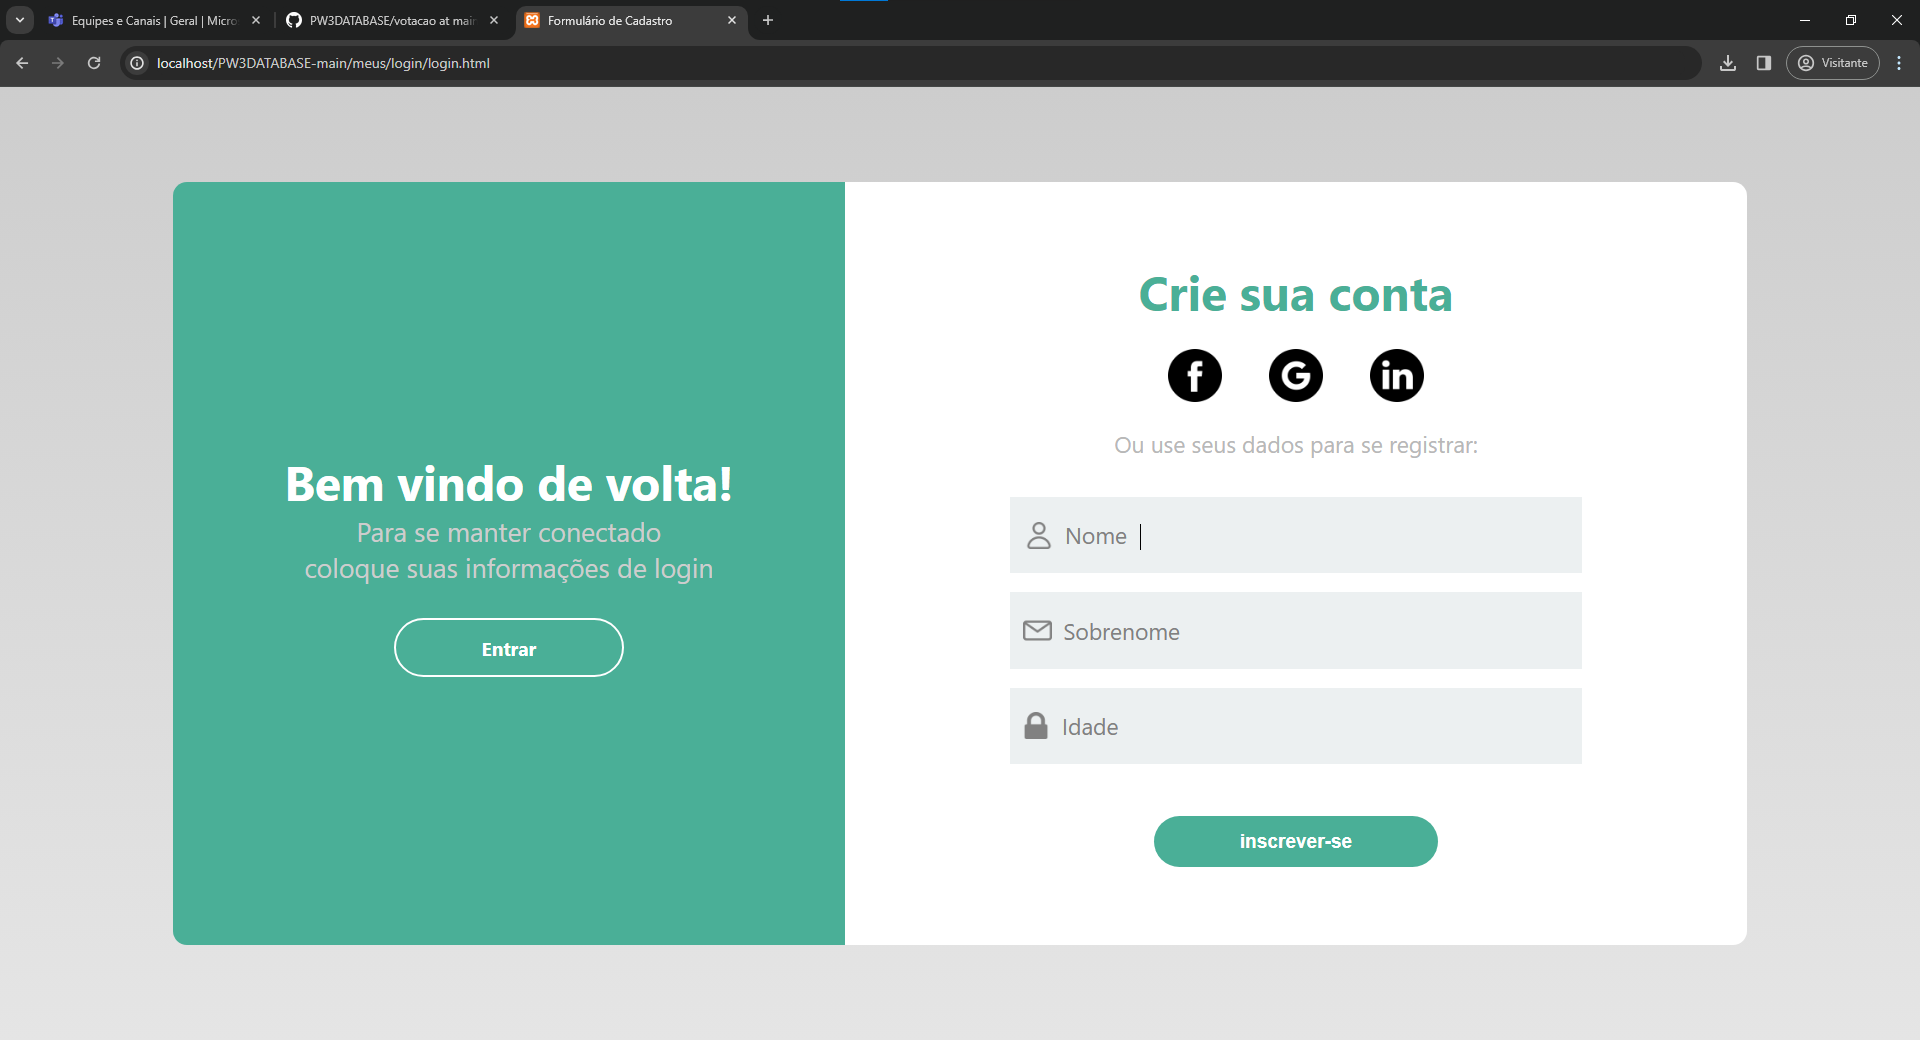 Equipes e Canais | Geral | Micro
PW3DATABASE/votacao at mai
Formulário de Cadastro
localhost/PW3DATABASE-main/meus/login/login.html
Visitante
Bem vindo de volta!
Para se manter conectado
coloque suas informações de login
Entrar
Crie sua conta
Ou use seus dados para se registrar:
Nome
Sobrenome
Idade
inscrever-se